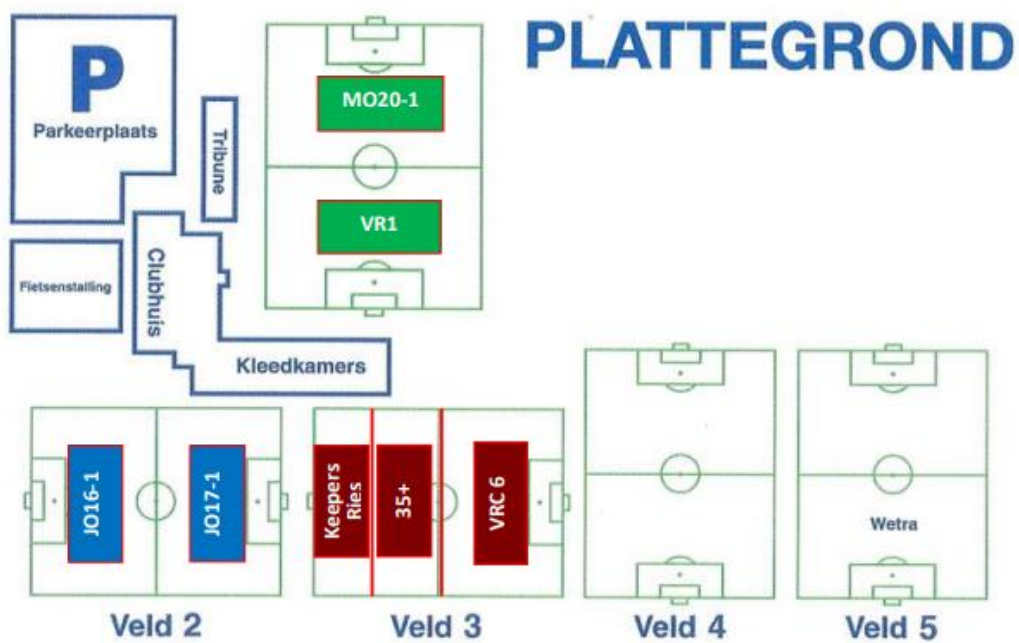 PLATTEGROND
P
Parkeerplaats
Tribune
MO20-1
VR1
Fietsenstalling
Clubhuis
Kleedkamers
JO16-1
JO17-1
Keepers
Ries
35+
VRC 6
Wetra
Veld 2
Veld 3
Veld 4
Veld 5